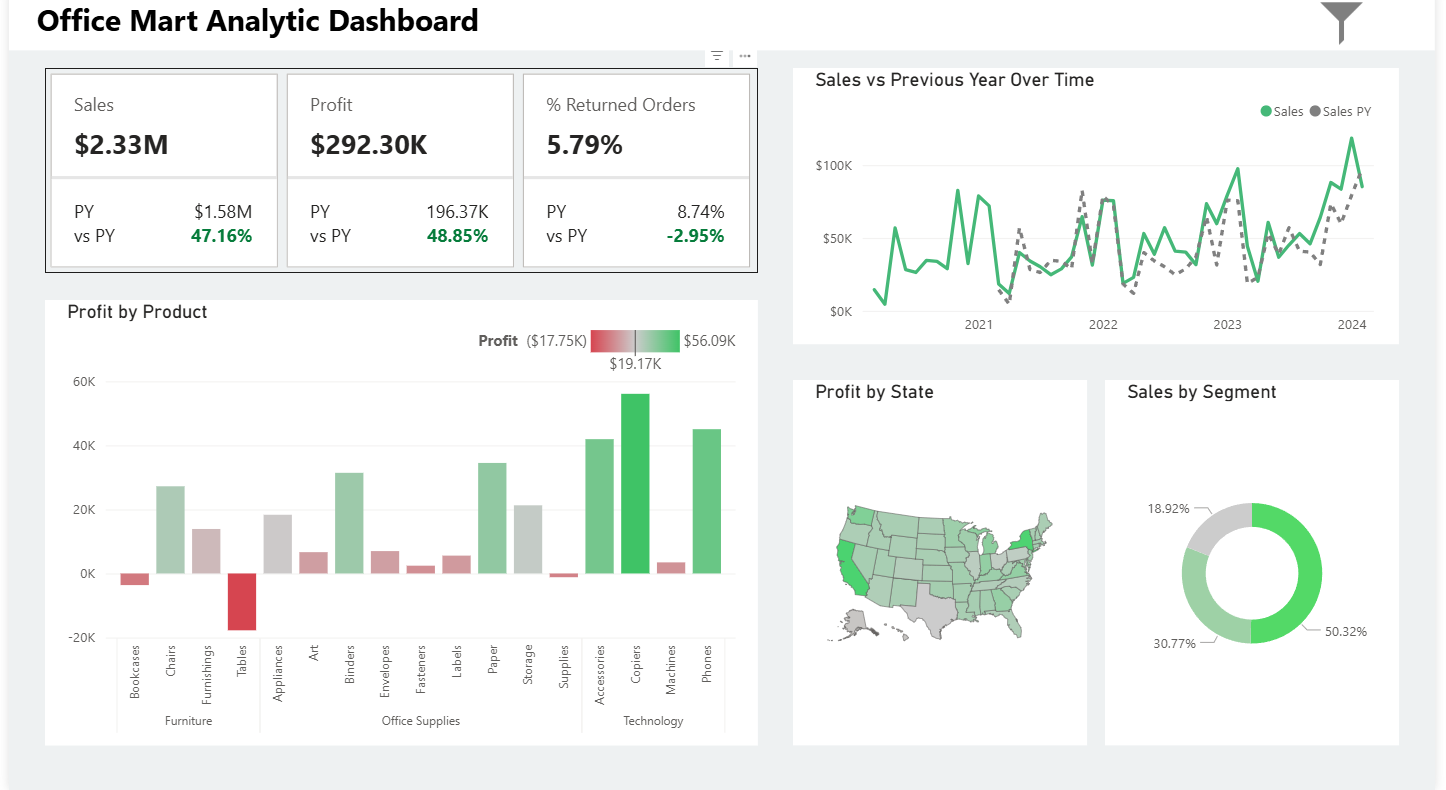 Office Mart Analytic Dashboard
Sales
$2.33M
PY $1.58M
vs PY 47.16%
Profit
$292.30K
PY 196.37K
vs PY 48.85%
% Returned Orders
5.79%
PY 8.74%
vs PY -2.95%
Sales vs Previous Year Over Time
Sales Sales PY
$100K
$50K
$0K
2021 2022 2023 2024
Profit by Product
Profit ($17.75K) $56.09K
$19.17K
60K
40K
20K
0K
-20K
Bookcases
Chairs
Furnishings
Tables
Appliances
Art
Binders
Envelopes
Fasteners
Labels
Paper
Storage
Supplies
Accessories
Copiers
Machines
Phones
Furniture Office Supplies Technology
Profit by State
Sales by Segment
18.92%
50.32%
30.77%